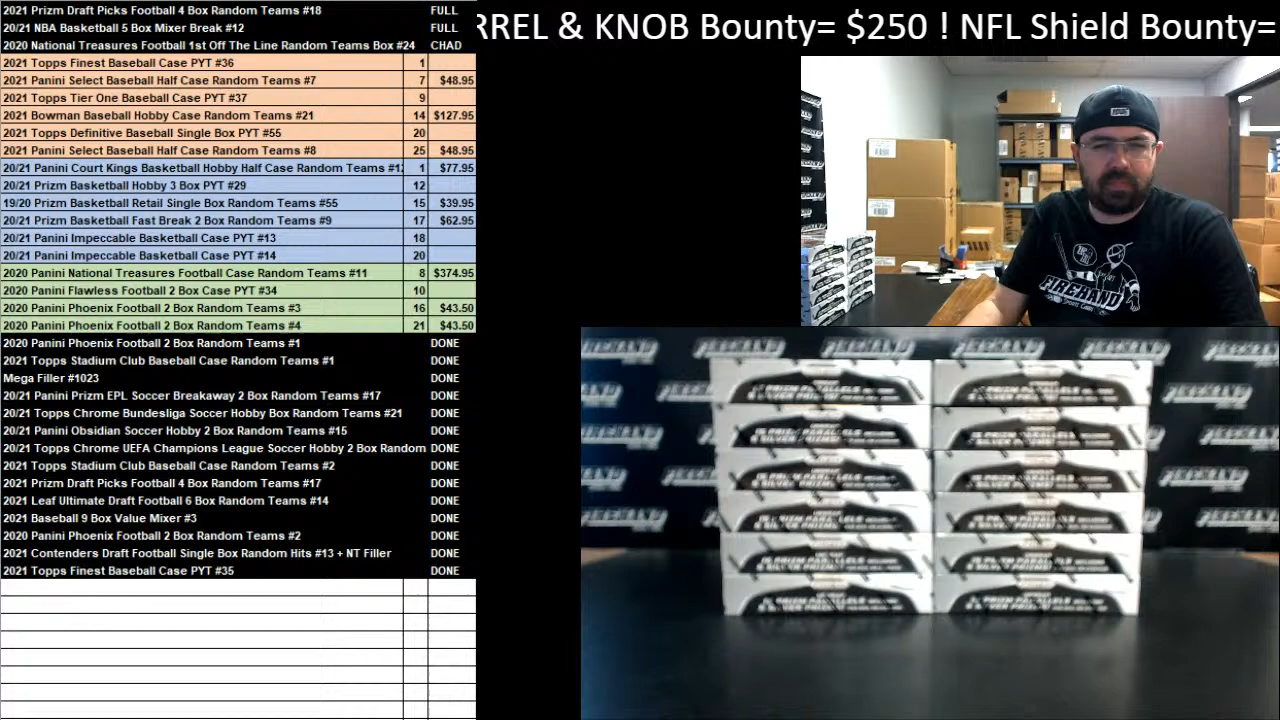 2021 Prizm Draft Picks Football 4 Box Random Teams #18 FULL
20/21 NBA Basketball 5 Box Mixer Break #12 FULL
2020 National Treasures Football 1st Off The Line Random Teams Box #24 CHAD
2021 Topps Finest Baseball Case PYT #36 1
2021 Panini Select Baseball Half Case Random Teams #7 7 $48.95
2021 Topps Tier One Baseball Case PYT #37 9
2021 Bowman Baseball Hobby Case Random Teams #21 14 $127.95
2021 Topps Definitive Baseball Single Box PYT #55 20
2021 Panini Select Baseball Half Case Random Teams #8 25 $48.95
20/21 Panini Court Kings Basketball Hobby Half Case Random Teams #12 1 $77.95
20/21 Prizm Basketball Hobby 3 Box PYT #29 12
19/20 Prizm Basketball Retail Single Box Random Teams #55 15 $39.95
20/21 Prizm Basketball Fast Break 2 Box Random Teams #9 17 $62.95
20/21 Panini Impeccable Basketball Case PYT #13 18
20/21 Panini Impeccable Basketball Case PYT #14 20
2020 Panini National Treasures Football Case Random Teams #11 8 $374.95
2020 Panini Flawless Football 2 Box Case PYT #34 10
2020 Panini Phoenix Football 2 Box Random Teams #3 16 $43.50
2020 Panini Phoenix Football 2 Box Random Teams #4 21 $43.50
2020 Panini Phoenix Football 2 Box Random Teams #1 DONE
2021 Topps Stadium Club Baseball Case Random Teams #1 DONE
Mega Filler #1023 DONE
20/21 Panini Prizm EPL Soccer Breakaway 2 Box Random Teams #17 DONE
20/21 Topps Chrome Bundesliga Soccer Hobby Box Random Teams #21 DONE
20/21 Panini Obsidian Soccer Hobby 2 Box Random Teams #15 DONE
20/21 Topps Chrome UEFA Champions League Soccer Hobby 2 Box Random DONE
2021 Topps Stadium Club Baseball Case Random Teams #2 DONE
2021 Prizm Draft Picks Football 4 Box Random Teams #17 DONE
2021 Leaf Ultimate Draft Football 6 Box Random Teams #14 DONE
2021 Baseball 9 Box Value Mixer #3 DONE
2020 Panini Phoenix Football 2 Box Random Teams #2 DONE
2021 Contenders Draft Football Single Box Random Hits #13 + NT Filler DONE
2021 Topps Finest Baseball Case PYT #35 DONE
RREL & KNOB Bounty= $250 ! NFL Shield Bounty=
FIREHAND